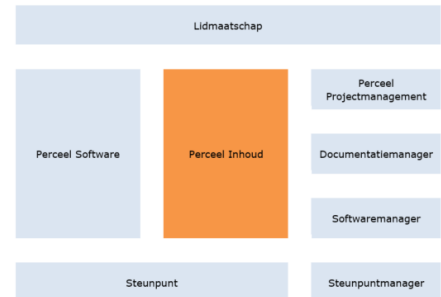 Lidmaatschap
Perceel
Projectmanagement
Perceel Software
Perceel Inhoud
Documentatiemanager
Softwaremanager
Steunpunt
Steunpuntmanager